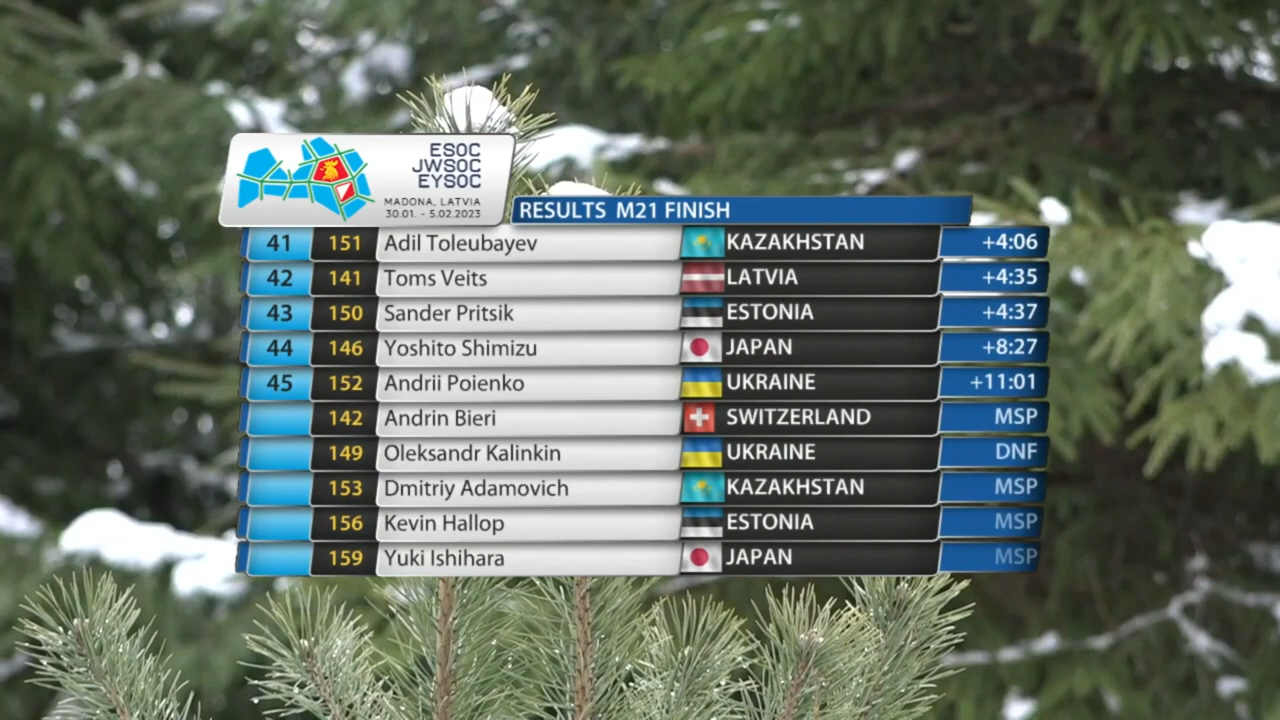 ESOC
JWSOC
EYSOC
MADONA, LATVIA
30.01. - 5.02.2023
RESULTS M21 FINISH
41 151 Adil Toleubayev KAZAKHSTAN +4:06
42 141 Toms Veits LATVIA +4:35
43 150 Sander Pritsik ESTONIA +4:37
44 146 Yoshito Shimizu JAPAN +8:27
45 152 Andrii Poienko UKRAINE +11:01
142 Andrin Bieri SWITZERLAND MSP
149 Oleksandr Kalinkin UKRAINE DNF
153 Dmitriy Adamovich KAZAKHSTAN MSP
156 Kevin Hallop ESTONIA MSP
159 Yuki Ishihara JAPAN MSP